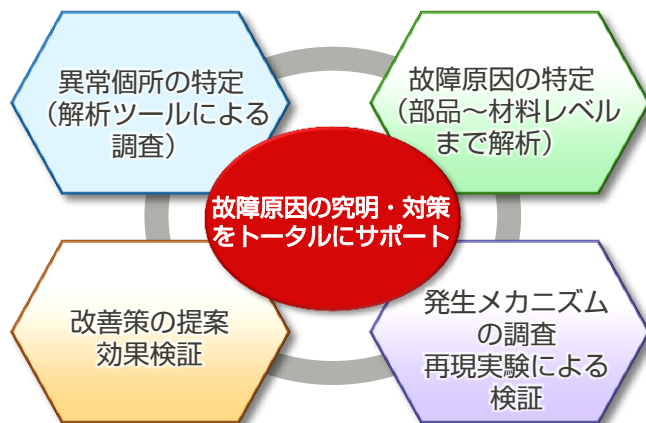 異常個所の特定
（解析ツールによる
調査）
故障原因の特定
（部品～材料レベル
まで解析）
故障原因の究明・対策
をトータルにサポート
改善策の提案
効果検証
発生メカニズム
の調査
再現実験による
検証